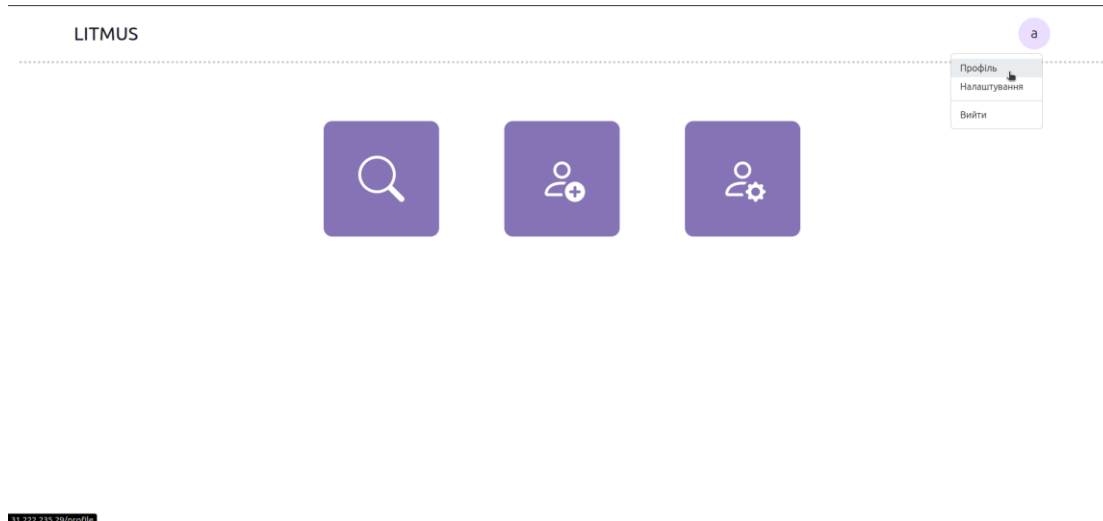 LITMUS
a
Профіль
Налаштування
Вийти
31.222.235.29/profile